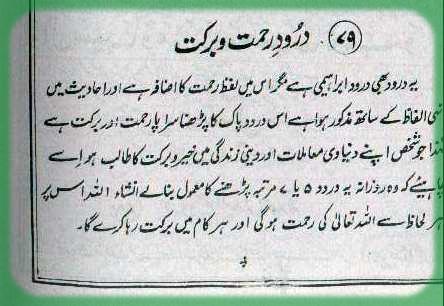 ۷۹ درودِ رحمت و برکت
یہ درود بھی درود ابراہیمی ہے مگر اس میں لفظ رحمت کا اضافہ ہے اور احادیث میں
سی الفاظ کے ساتھ مذکور ہوا ہے اس درود پاک کا پڑھنا سراپا رحمت اور برکت ہے
ہٰذا جو شخص اپنے دنیاوی معاملات اور دینی زندگی میں خیر و برکت کا طالب ہو اسے
چاہیئے کہ وہ روزانہ یہ درود ۵ یا ۷ مرتبہ پڑھنے کا معمول بنالے انشاء اللہ اس پر
ہر لحاظ سے اللہ تعالیٰ کی رحمت ہوگی اور ہر کام میں برکت رہا کرے گا۔